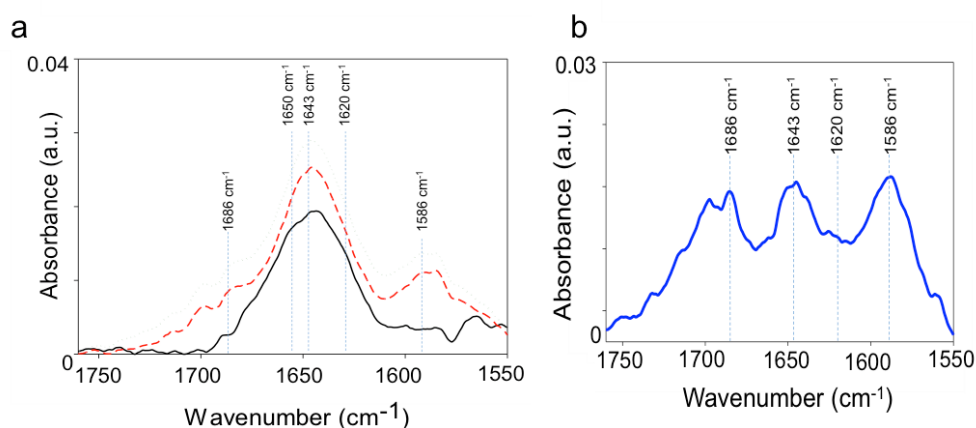 a
0.04
Absorbance (a.u.)
0
1686 cm-1
1650 cm-1
1643 cm-1
1620 cm-1
1586 cm-1
1750
1700
1650
1600
1550
Wavenumber (cm-1)
b
0.03
Absorbance (a.u.)
0
1686 cm-1
1643 cm-1
1620 cm-1
1586 cm-1
1750
1700
1650
1600
1550
Wavenumber (cm-1)